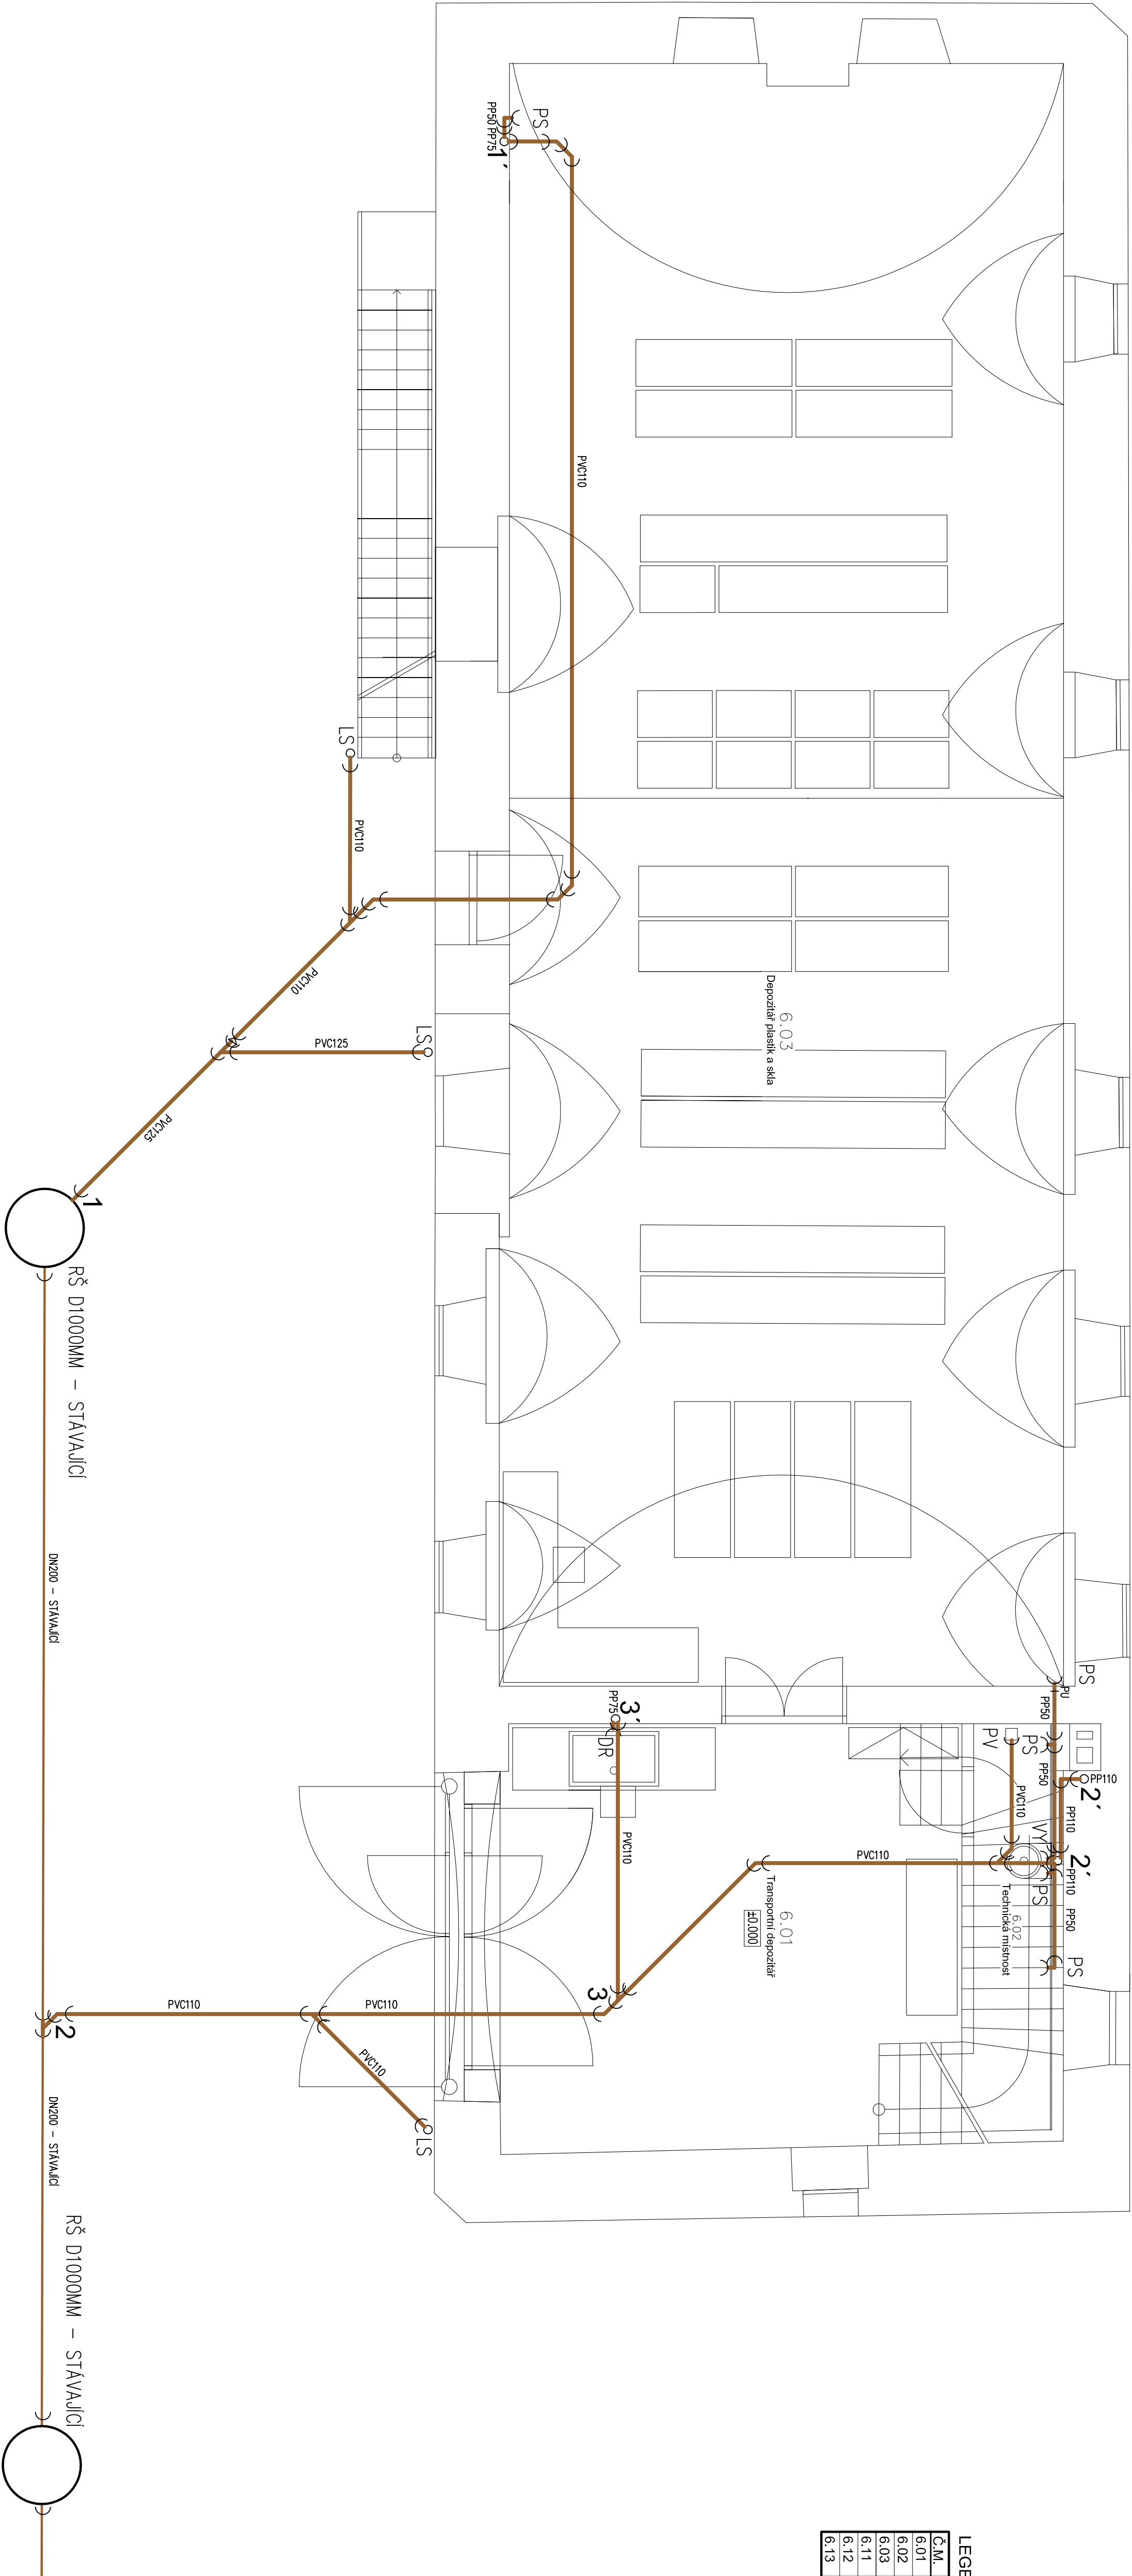 PS
PP50
PP75
1´
PVC110
LS
PVC110
PVC110
LS
PVC125
PVC125
1
RŠ D1000MM - STÁVAJÍCÍ
DN200 - STÁVAJÍCÍ
6.03
Depozitář plastik a skla
PS
PU
PP50
PS
PV
PP50
PP110
2´
PVC110
PP110
VY
2´
PS
PP110
PP50
PS
6.02
Technická místnost
3´
PP75
DR
PVC110
PVC110
6.01
Transportní depozitář
±0.000
3
PVC110
PVC110
PVC110
LS
2
DN200 - STÁVAJÍCÍ
RŠ D1000MM - STÁVAJÍCÍ
LEGE
Č.M.
6.01
6.02
6.03
6.11
6.12
6.13